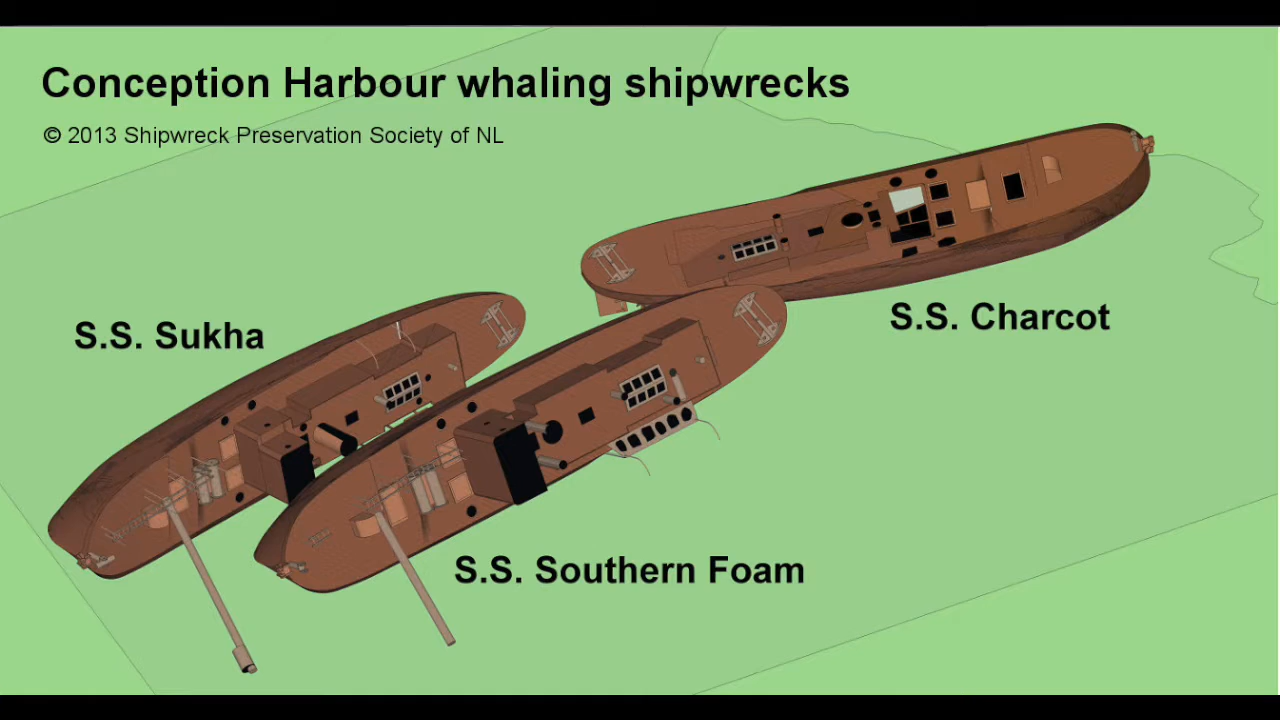 Conception Harbour whaling shipwrecks
© 2013 Shipwreck Preservation Society of NL
S.S. Charcot
S.S. Sukha
S.S. Southern Foam